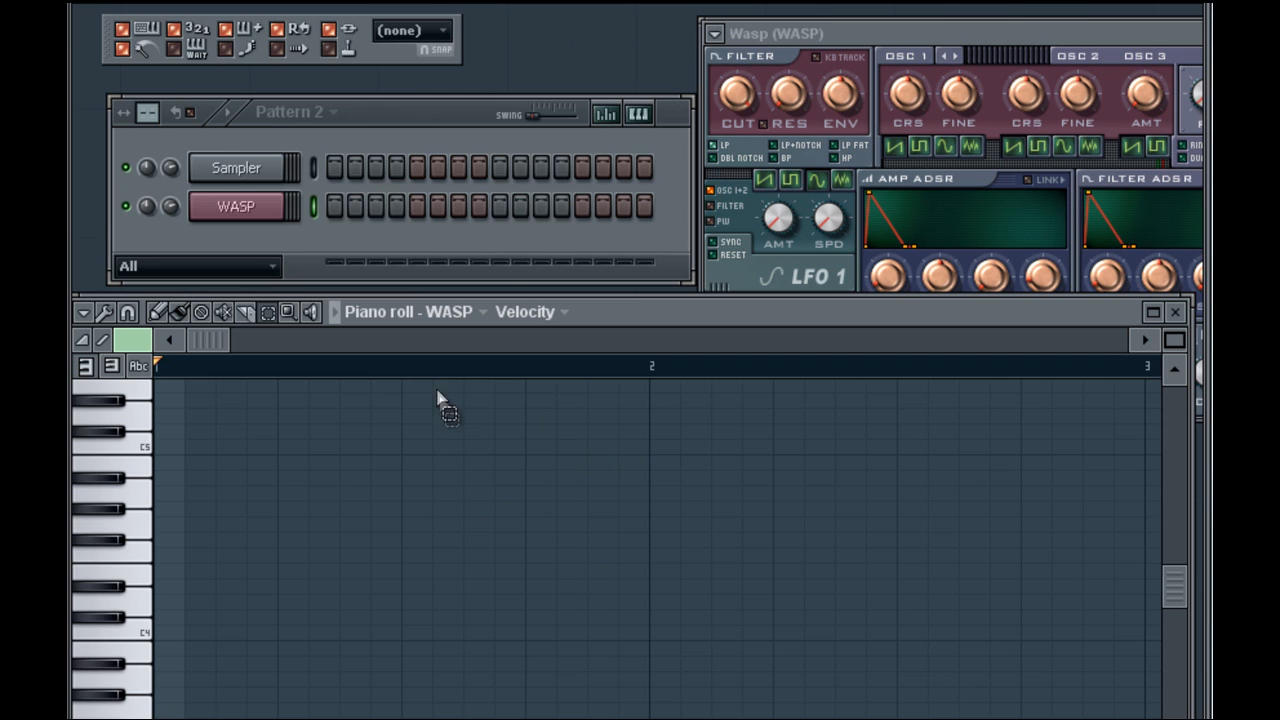 321 (none)
WAIT R SNAP
Wasp (WASP)
Pattern 2 SWING
FILTER KB TRACK OSC 1 OSC 2 OSC 3
CUT RES ENV CRS FINE CRS FINE AMT
LP LP+NOTCH LP FAT
DBL NOTCH BP HP
Sampler
WASP
OSC 1+2
FILTER
PW
AMP ADSR LINK FILTER ADSR
AMT SPD
SYNC
RESET
LFO 1
All
Piano roll - WASP Velocity
Abc 2 3
C5
C4